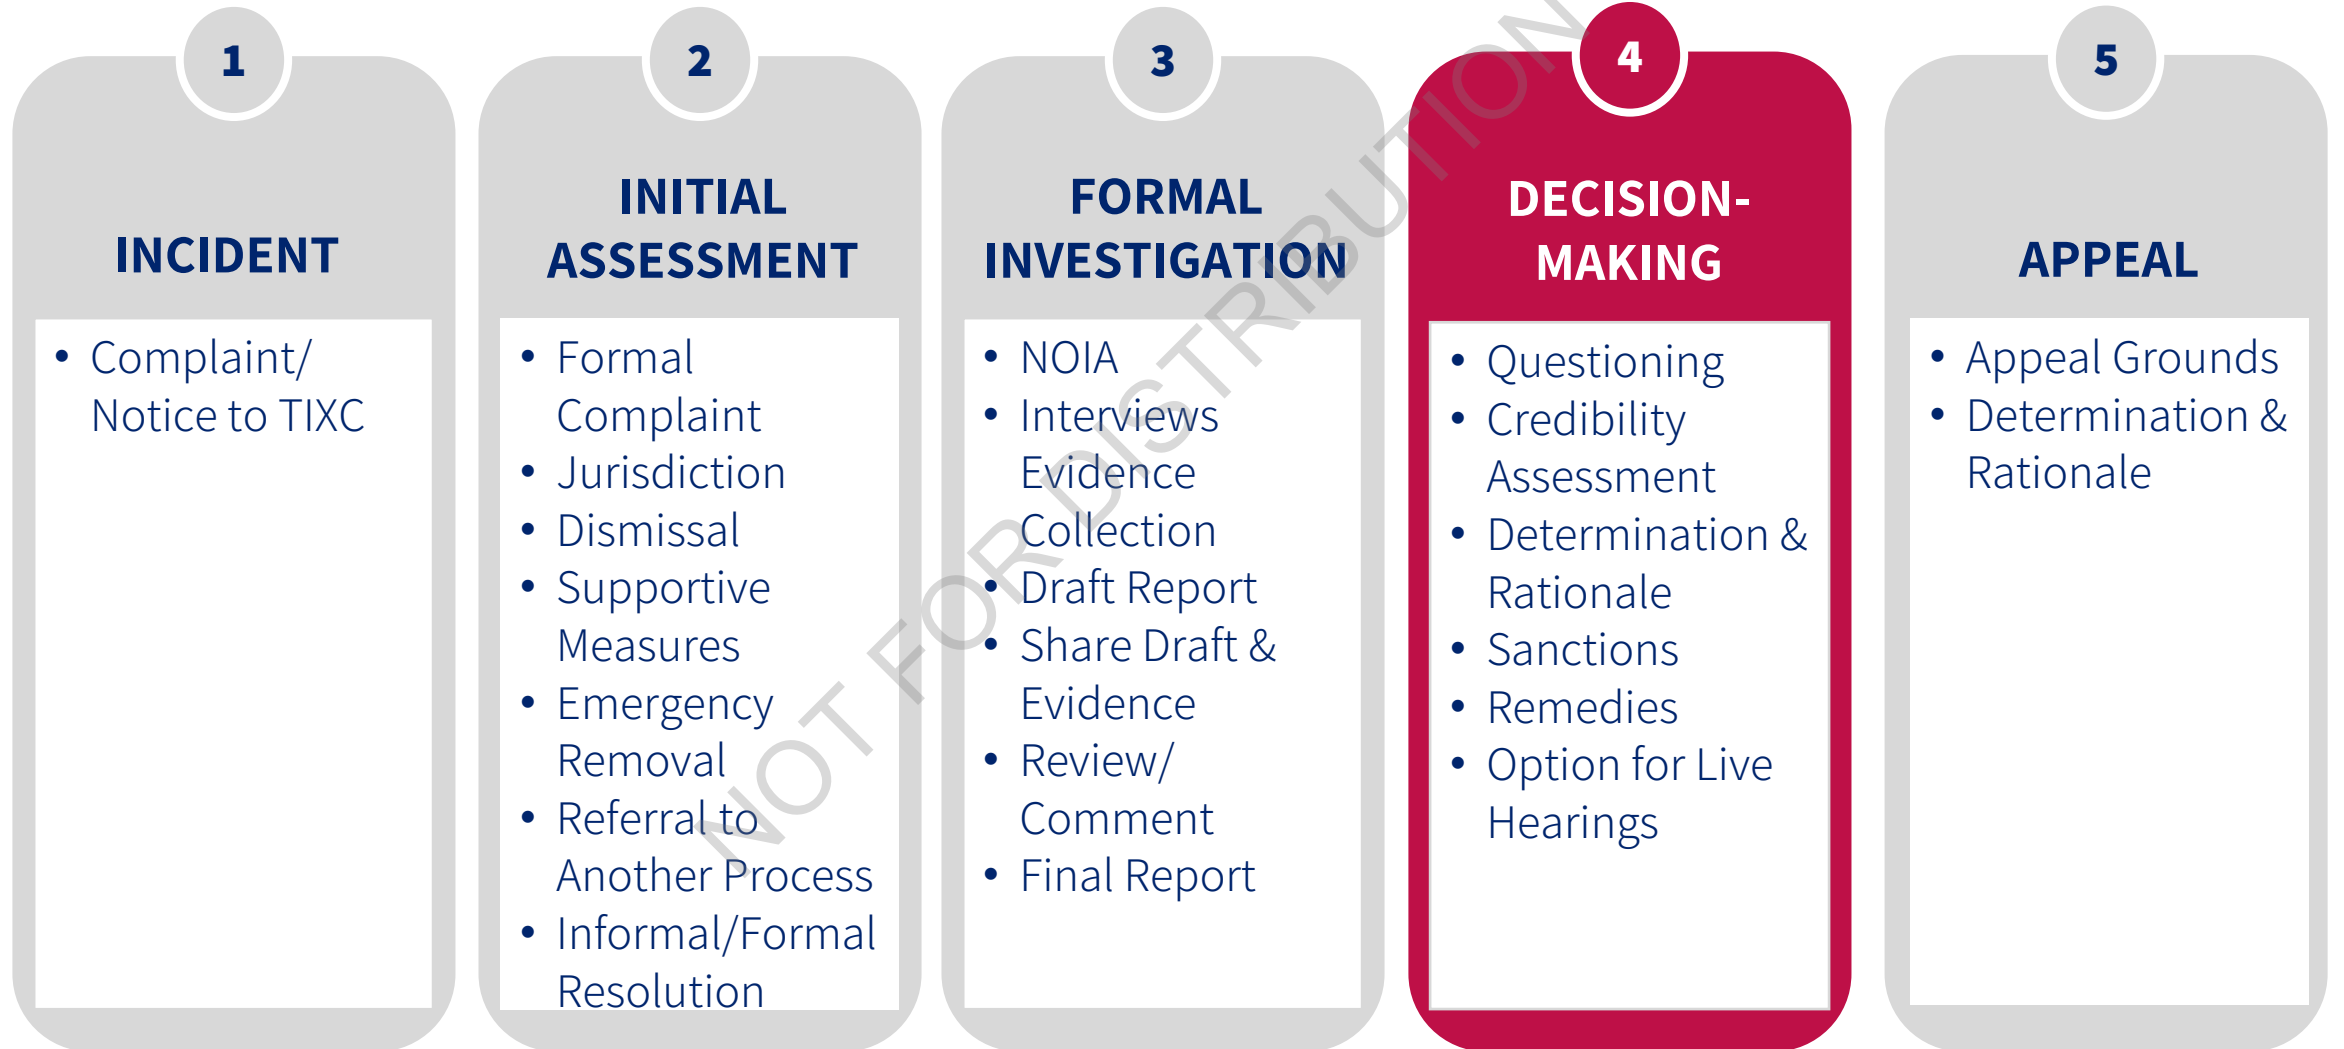 1
INCIDENT
• Complaint/
Notice to TIXC
2
INITIAL
ASSESSMENT
• Formal
Complaint
• Jurisdiction
• Dismissal
• Supportive
Measures
• Emergency
Removal
• Referral to
Another Process
• Informal/Formal
Resolution
3
FORMAL
INVESTIGATION
• NOIA
• Interviews
Evidence
Collection
• Draft Report
• Share Draft &
Evidence
• Review/
Comment
• Final Report
4
DECISION-
MAKING
• Questioning
• Credibility
Assessment
• Determination &
Rationale
• Sanctions
• Remedies
• Option for Live
Hearings
5
APPEAL
• Appeal Grounds
• Determination &
Rationale
NOT FOR DISTRIBUTION